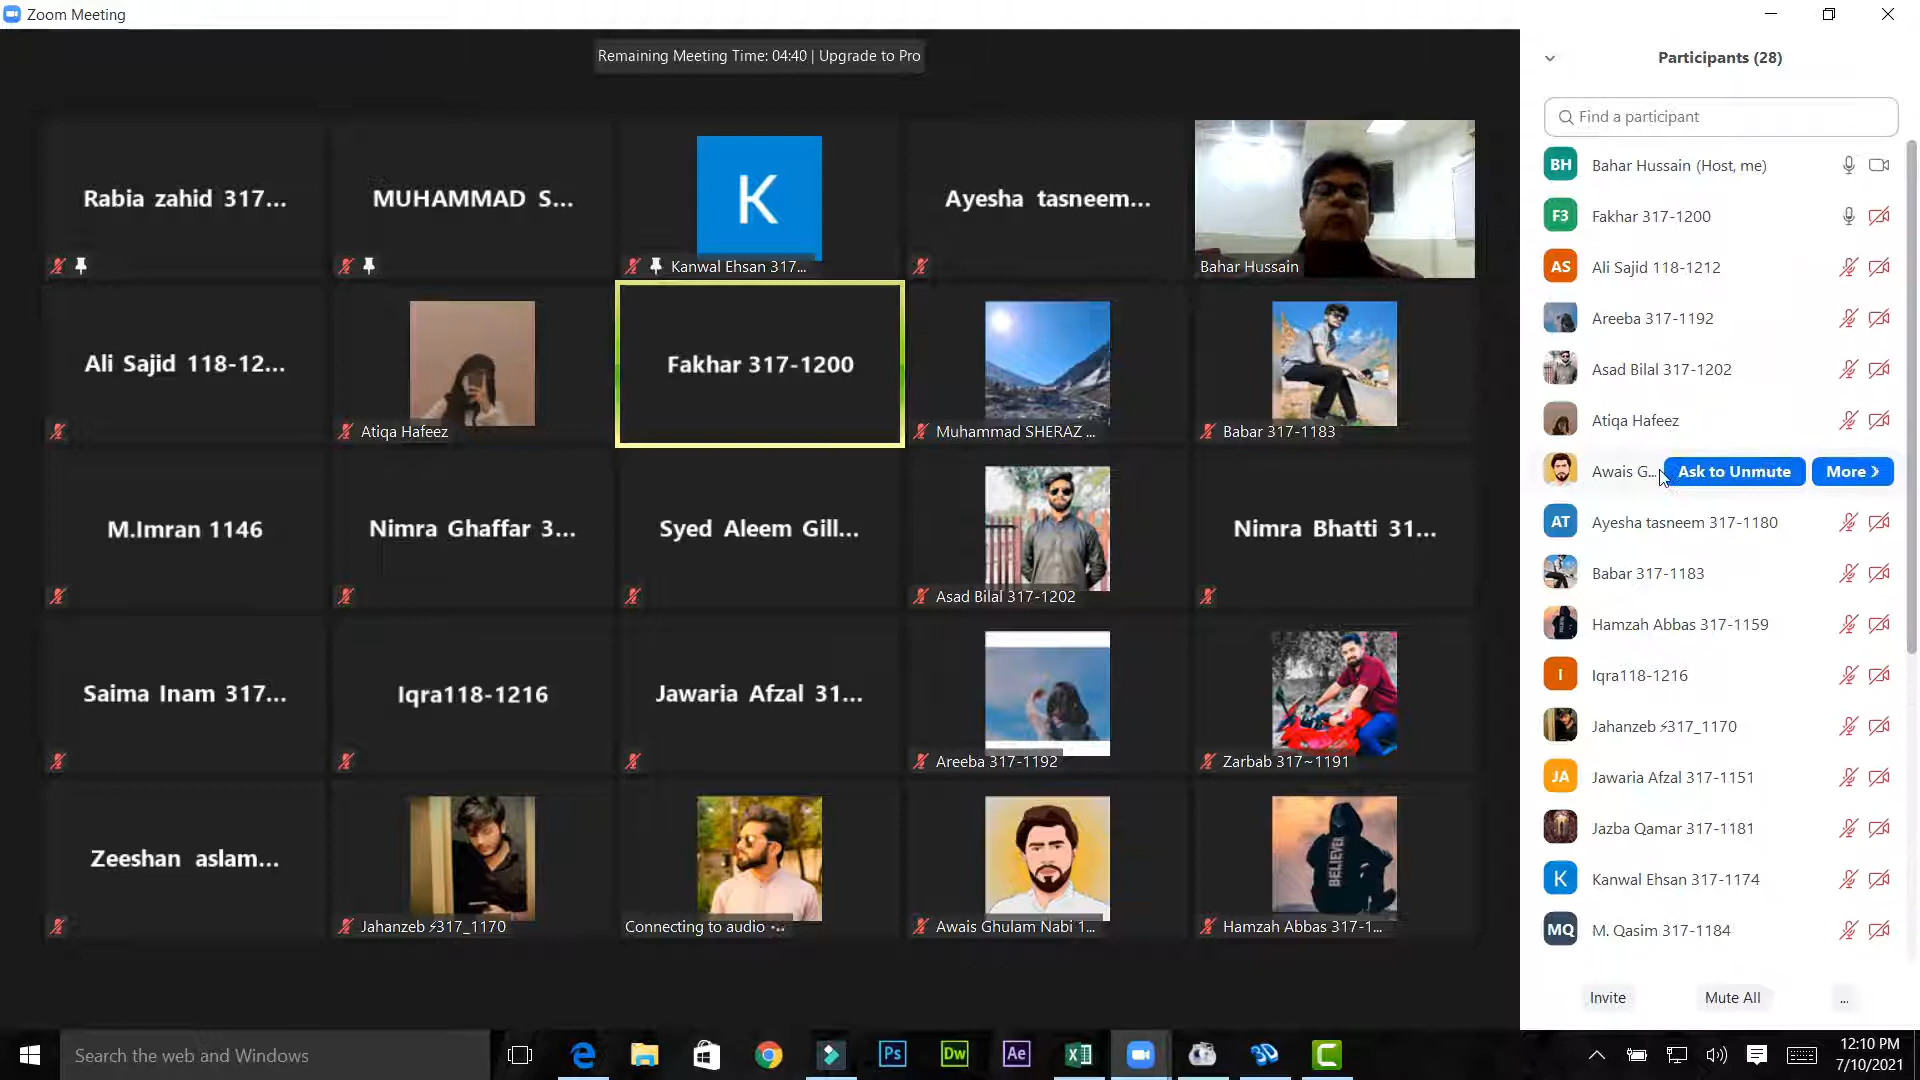 Zoom Meeting
Remaining Meeting Time: 04:40 | Upgrade to Pro
Rabia zahid 317...
MUHAMMAD S...
K
Kanwal Ehsan 317...
Ayesha tasneem...
Bahar Hussain
Ali Sajid 118-12...
Atiqa Hafeez
Fakhar 317-1200
Muhammad SHERAZ ...
Babar 317-1183
M.Imran 1146
Nimra Ghaffar 3...
Syed Aleem Gill...
Asad Bilal 317-1202
Nimra Bhatti 31...
Saima Inam 317...
Iqra118-1216
Jawaria Afzal 31...
Areeba 317-1192
Zarbab 317~1191
Zeeshan aslam...
Jahanzeb ⚡317_1170
Connecting to audio ...
Awais Ghulam Nabi 1...
BELIEVER
Hamzah Abbas 317-1...
Participants (28)
Find a participant
BH Bahar Hussain (Host, me)
F3 Fakhar 317-1200
AS Ali Sajid 118-1212
Areeba 317-1192
Asad Bilal 317-1202
Atiqa Hafeez
Awais G... Ask to Unmute More
AT Ayesha tasneem 317-1180
Babar 317-1183
Hamzah Abbas 317-1159
I Iqra118-1216
Jahanzeb ⚡317_1170
JA Jawaria Afzal 317-1151
Jazba Qamar 317-1181
K Kanwal Ehsan 317-1174
MQ M. Qasim 317-1184
Invite Mute All ...
Search the web and Windows
Ps
Dw
Ae
12:10 PM
7/10/2021